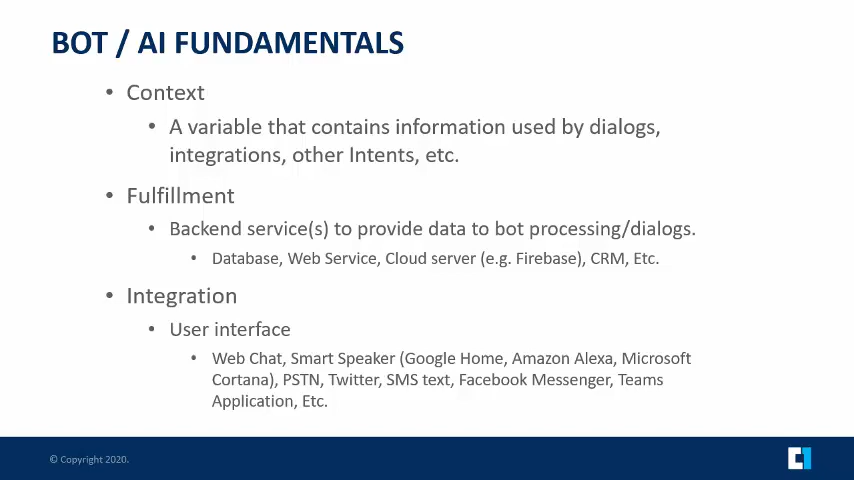 BOT / AI FUNDAMENTALS
• Context
• A variable that contains information used by dialogs,
integrations, other Intents, etc.
• Fulfillment
• Backend service(s) to provide data to bot processing/dialogs.
• Database, Web Service, Cloud server (e.g. Firebase), CRM, Etc.
• Integration
• User interface
• Web Chat, Smart Speaker (Google Home, Amazon Alexa, Microsoft
Cortana), PSTN, Twitter, SMS text, Facebook Messenger, Teams
Application, Etc.
© Copyright 2020.